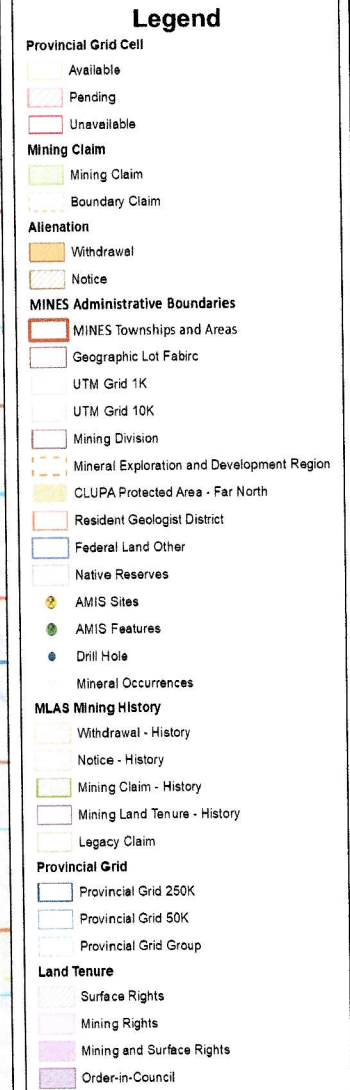 Legend
Provincial Grid Cell
Available
Pending
Unavailable
Mining Claim
Mining Claim
Boundary Claim
Alienation
Withdrawal
Notice
MINES Administrative Boundaries
MINES Townships and Areas
Geographic Lot Fabirc
UTM Grid 1K
UTM Grid 10K
Mining Division
Mineral Exploration and Development Region
CLUPA Protected Area - Far North
Resident Geologist District
Federal Land Other
Native Reserves
AMIS Sites
AMIS Features
Drill Hole
Mineral Occurrences
MLAS Mining History
Withdrawal - History
Notice - History
Mining Claim - History
Mining Land Tenure - History
Legacy Claim
Provincial Grid
Provincial Grid 250K
Provincial Grid 50K
Provincial Grid Group
Land Tenure
Surface Rights
Mining Rights
Mining and Surface Rights
Order-in-Council